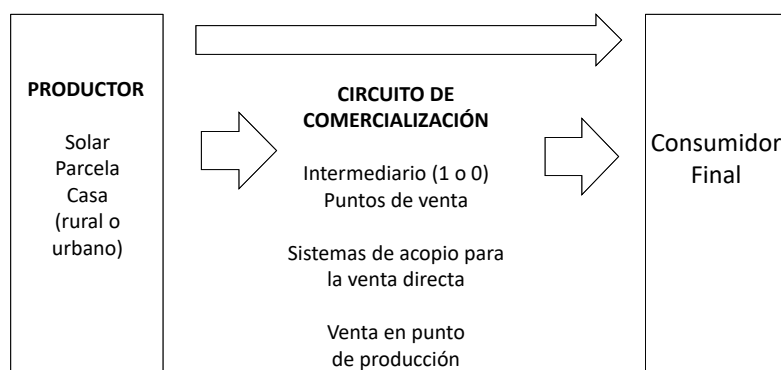 PRODUCTOR
Solar
Parcela
Casa
(rural o
urbano)
CIRCUITO DE
COMERCIALIZACIÓN
Intermediario (1 o 0)
Puntos de venta
Sistemas de acopio para
la venta directa
Venta en punto
de producción
Consumidor
Final